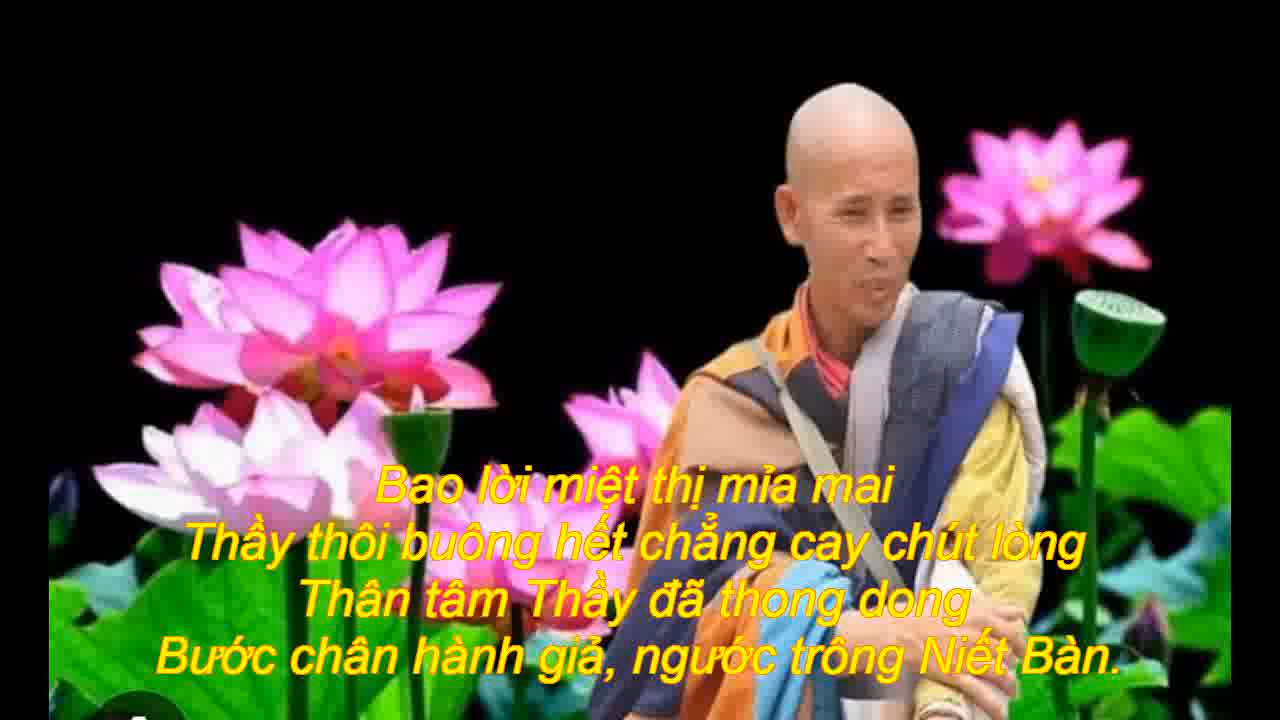 Bao lời miệt thị mỉa mai
Thầy thôi buông hết chẳng cay chút lòng
Thân tâm Thầy đã thong dong
Bước chân hành giả, ngước trông Niết Bàn.